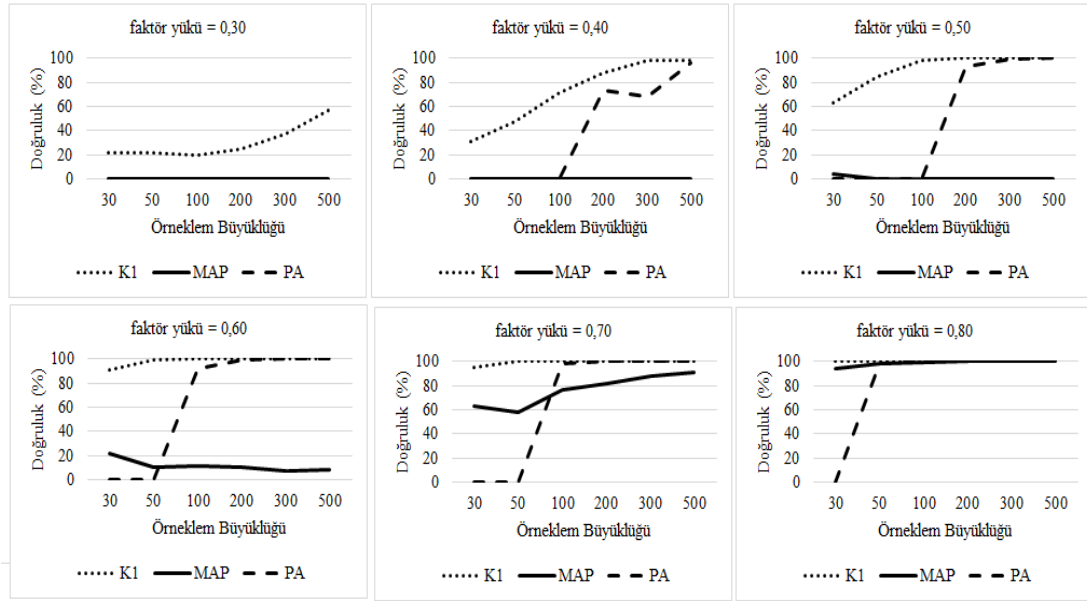 faktör yükü = 0,30
Doğruluk (%)
100
80
60
40
20
0
30 50 100 200 300 500
Örneklem Büyüklüğü
K1 MAP PA
faktör yükü = 0,40
Doğruluk (%)
100
80
60
40
20
0
30 50 100 200 300 500
Örneklem Büyüklüğü
K1 MAP PA
faktör yükü = 0,50
Doğruluk (%)
100
80
60
40
20
0
30 50 100 200 300 500
Örneklem Büyüklüğü
K1 MAP PA
faktör yükü = 0,60
Doğruluk (%)
100
80
60
40
20
0
30 50 100 200 300 500
Örneklem Büyüklüğü
K1 MAP PA
faktör yükü = 0,70
Doğruluk (%)
100
80
60
40
20
0
30 50 100 200 300 500
Örneklem Büyüklüğü
K1 MAP PA
faktör yükü = 0,80
Doğruluk (%)
100
80
60
40
20
0
30 50 100 200 300 500
Örneklem Büyüklüğü
K1 MAP PA